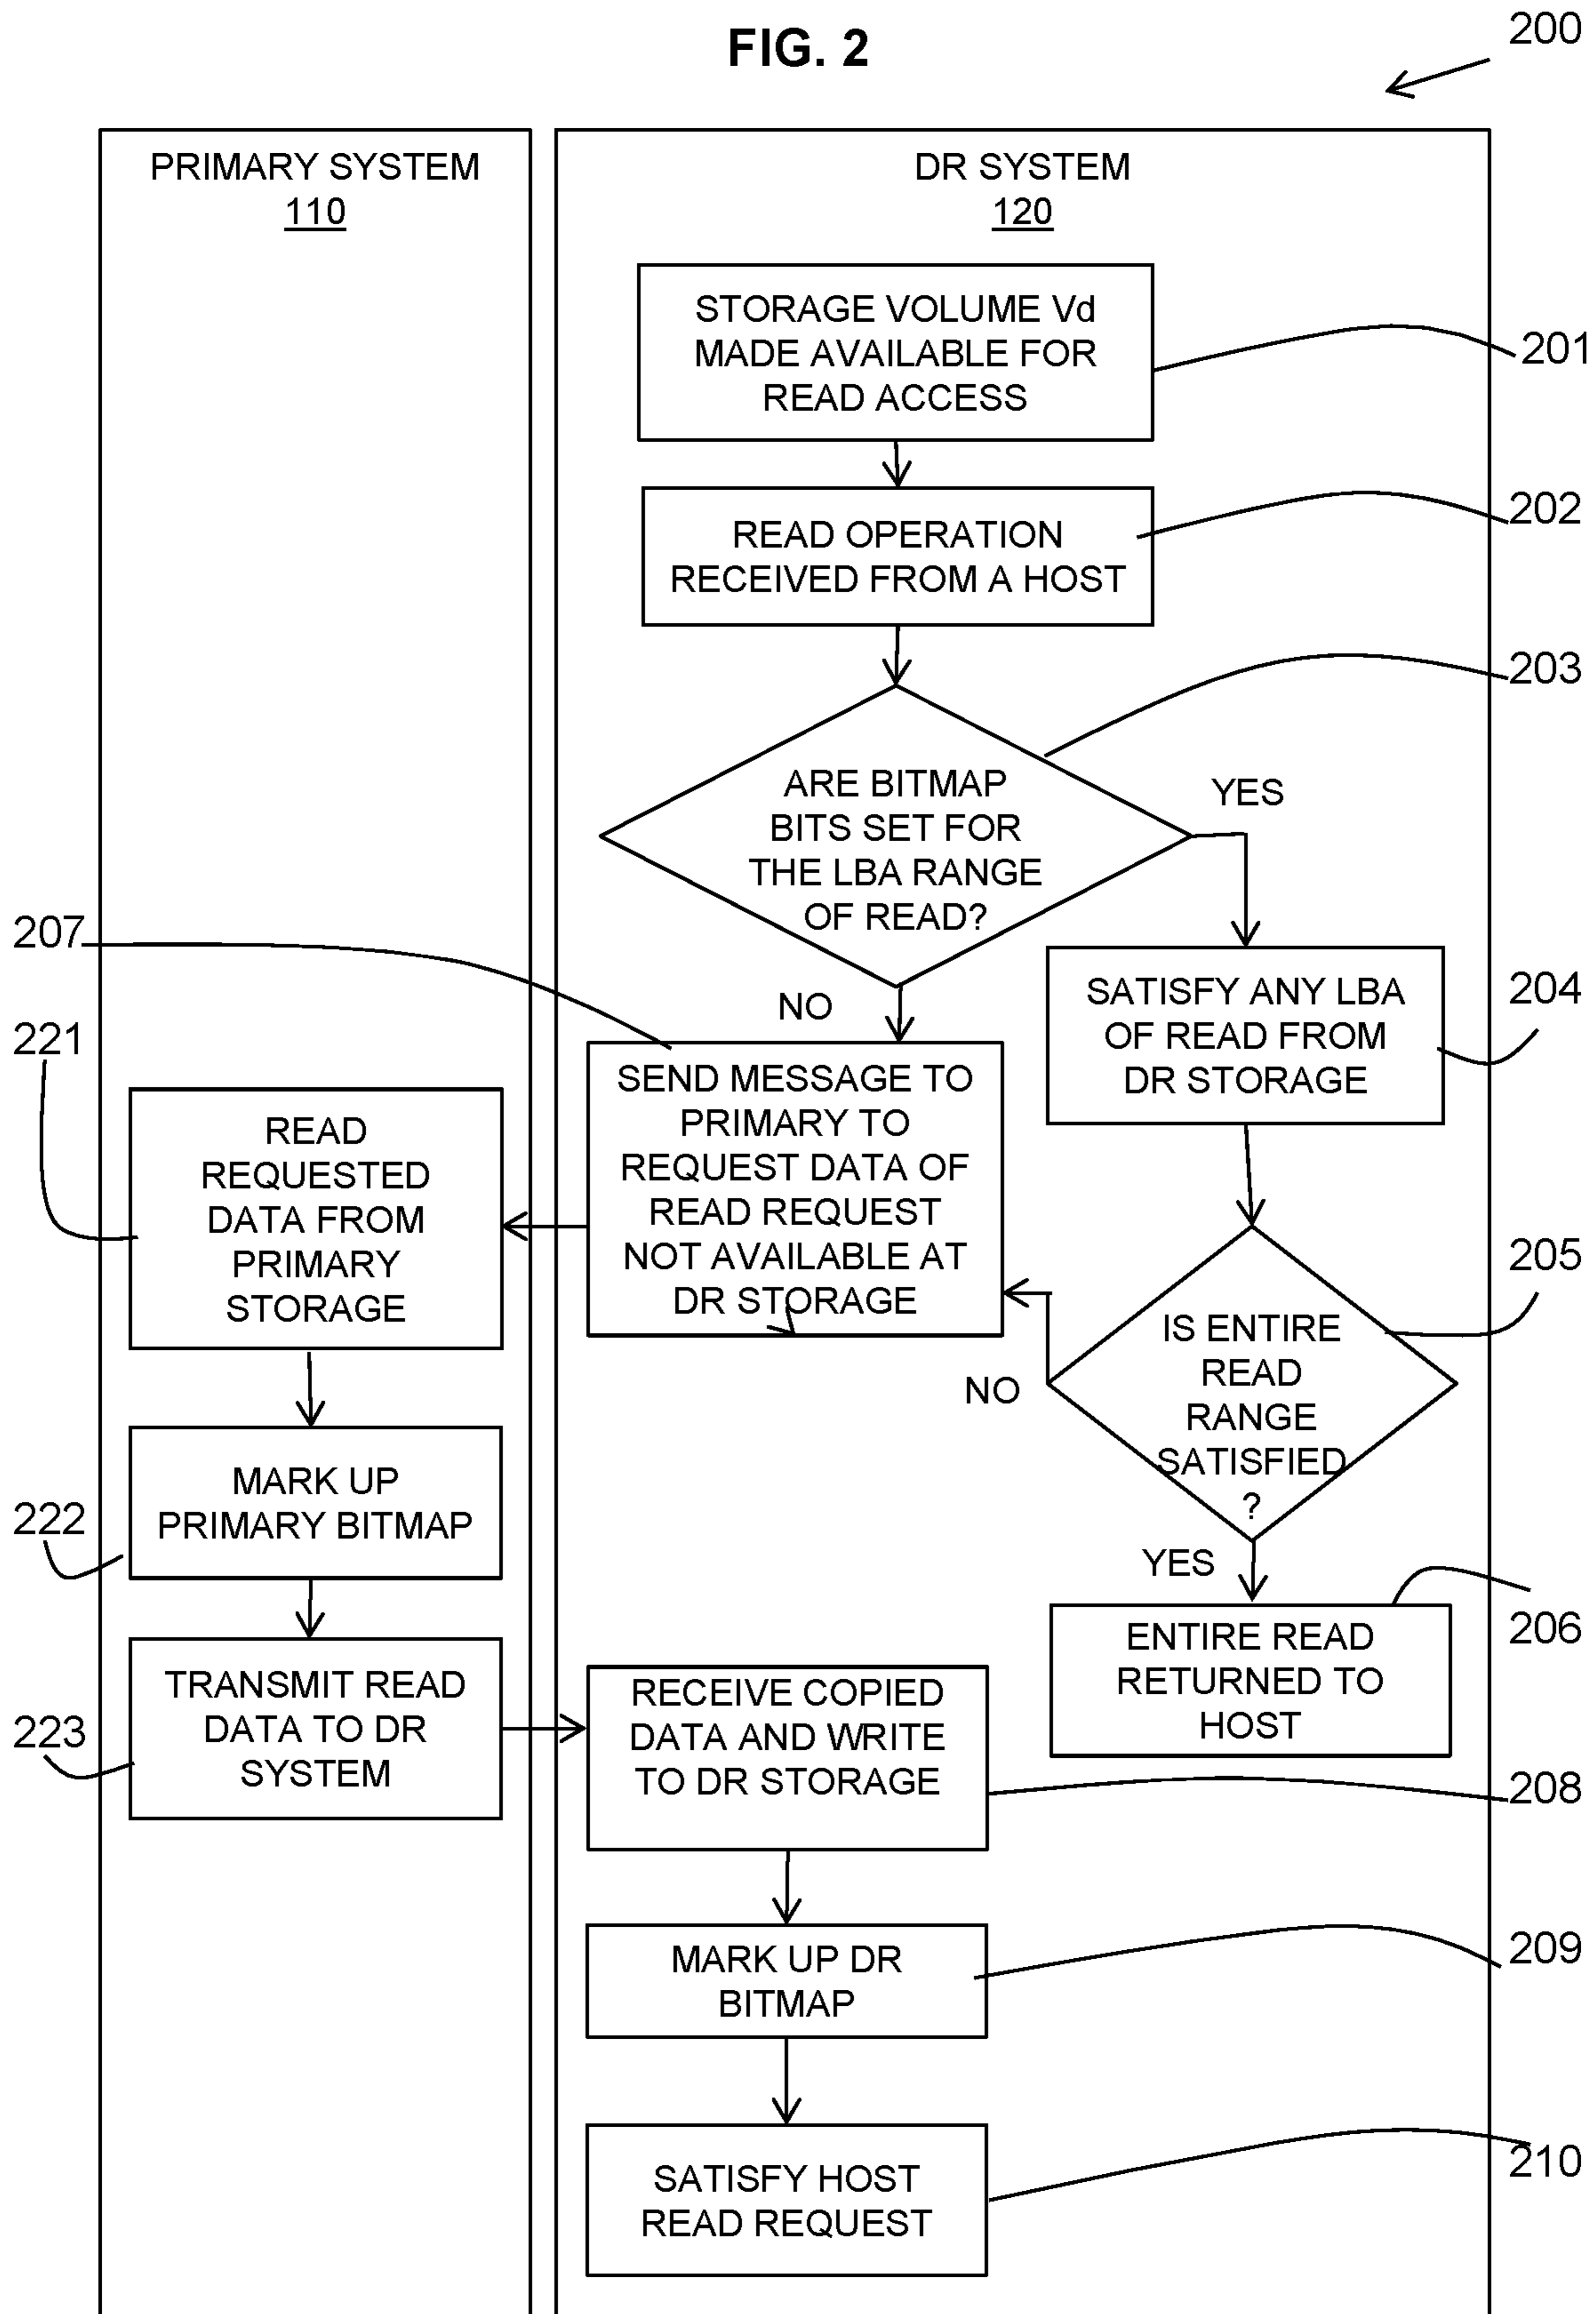 FIG. 2
200
PRIMARY SYSTEM
110
DR SYSTEM
120
STORAGE VOLUME Vd
MADE AVAILABLE FOR
READ ACCESS
201
READ OPERATION
RECEIVED FROM A HOST
202
203
ARE BITMAP
BITS SET FOR
THE LBA RANGE
OF READ?
YES
NO
207
SATISFY ANY LBA
OF READ FROM
DR STORAGE
204
221
SEND MESSAGE TO
PRIMARY TO
REQUEST DATA OF
READ REQUEST
NOT AVAILABLE AT
DR STORAGE
READ
REQUESTED
DATA FROM
PRIMARY
STORAGE
205
IS ENTIRE
READ
RANGE
SATISFIED
?
NO
YES
MARK UP
PRIMARY BITMAP
222
206
ENTIRE READ
RETURNED TO
HOST
TRANSMIT READ
DATA TO DR
SYSTEM
223
RECEIVE COPIED
DATA AND WRITE
TO DR STORAGE
208
MARK UP DR
BITMAP
209
SATISFY HOST
READ REQUEST
210